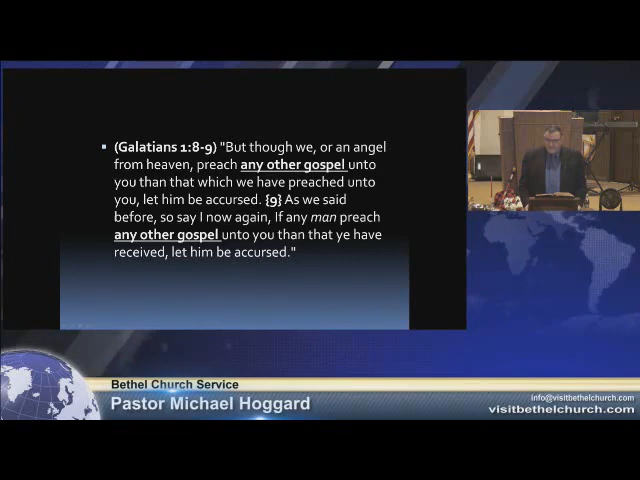 (Galatians 1:8-9) "But though we, or an angel
from heaven, preach any other gospel unto
you than that which we have preached unto
you, let him be accursed. {9} As we said
before, so say I now again, If any man preach
any other gospel unto you than that ye have
received, let him be accursed."
Bethel Church Service
Pastor Michael Hoggard
info@visitbethelchurch.com
visitbethelchurch.com